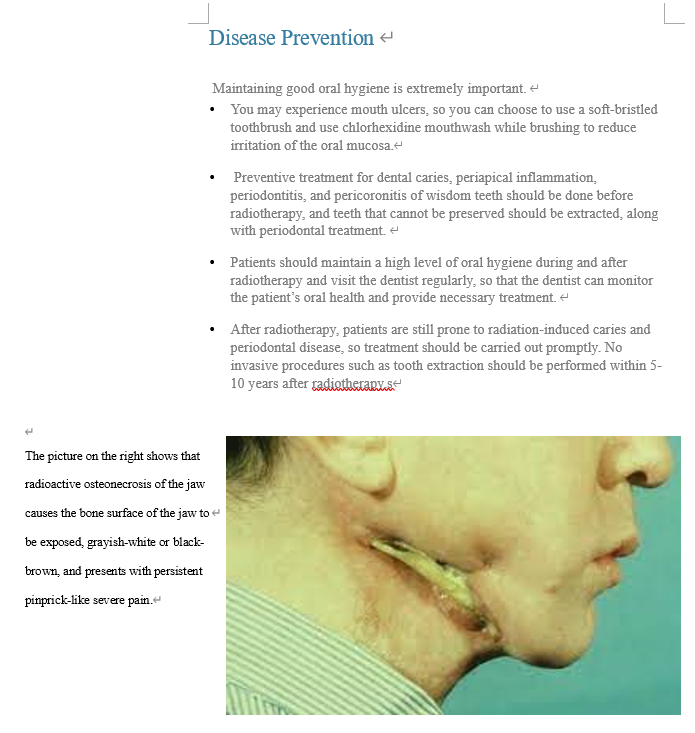 Disease Prevention
Maintaining good oral hygiene is extremely important.
• You may experience mouth ulcers, so you can choose to use a soft-bristled
toothbrush and use chlorhexidine mouthwash while brushing to reduce
irritation of the oral mucosa.
• Preventive treatment for dental caries, periapical inflammation,
periodontitis, and pericoronitis of wisdom teeth should be done before
radiotherapy, and teeth that cannot be preserved should be extracted, along
with periodontal treatment.
• Patients should maintain a high level of oral hygiene during and after
radiotherapy and visit the dentist regularly, so that the dentist can monitor
the patient’s oral health and provide necessary treatment.
• After radiotherapy, patients are still prone to radiation-induced caries and
periodontal disease, so treatment should be carried out promptly. No
invasive procedures such as tooth extraction should be performed within 5-
10 years after radiotherapy.s
The picture on the right shows that
radioactive osteonecrosis of the jaw
causes the bone surface of the jaw to
be exposed, grayish-white or black-
brown, and presents with persistent
pinprick-like severe pain.